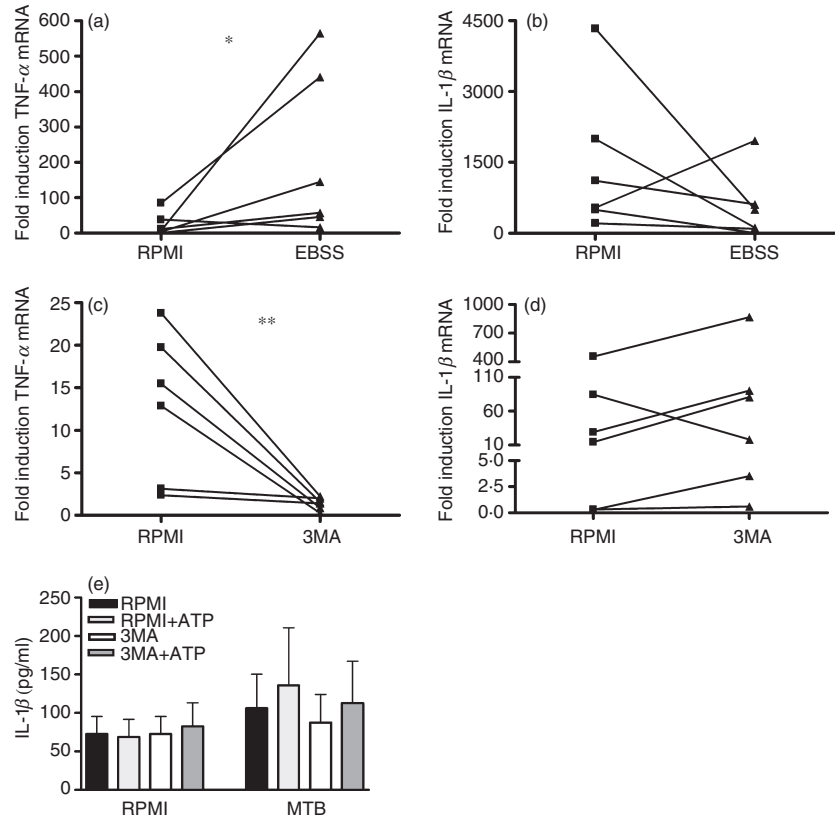 (a)
*
Fold induction TNF-α mRNA
600
500
400
300
200
100
0
RPMI
EBSS
(b)
Fold induction IL-1β mRNA
4500
3000
1500
0
RPMI
EBSS
(c)
**
Fold induction TNF-α mRNA
25
20
15
10
5
0
RPMI
3MA
(d)
Fold induction IL-1β mRNA
1000
700
400
110
60
10
5·0
2·5
0·0
RPMI
3MA
(e)
IL-1β (pg/ml)
250
200
150
100
50
0
RPMI
RPMI+ATP
3MA
3MA+ATP
RPMI
MTB